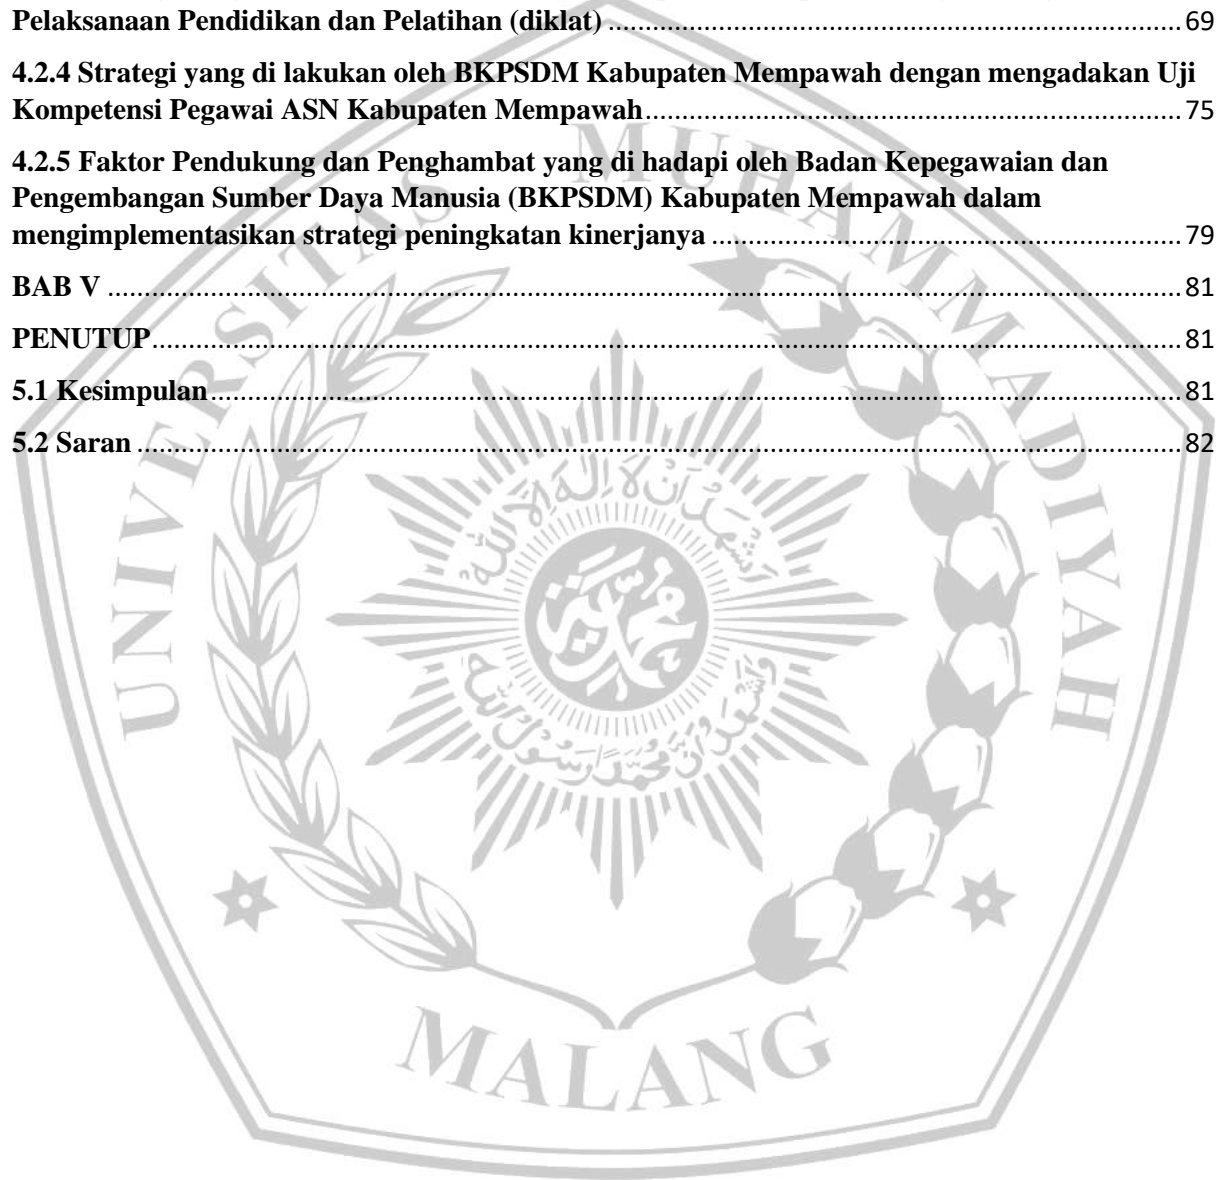 Pelaksanaan Pendidikan dan Pelatihan (diklat) ........ 69
4.2.4 Strategi yang di lakukan oleh BKPSDM Kabupaten Mempawah dengan mengadakan Uji
Kompetensi Pegawai ASN Kabupaten Mempawah ........ 75
4.2.5 Faktor Pendukung dan Penghambat yang di hadapi oleh Badan Kepegawaian dan
Pengembangan Sumber Daya Manusia (BKPSDM) Kabupaten Mempawah dalam
mengimplementasikan strategi peningkatan kinerjanya ........ 79
BAB V ........ 81
PENUTUP ........ 81
5.1 Kesimpulan ........ 81
5.2 Saran ........ 82
UNIVERSITAS MUHAMMADIYAH
MALANG